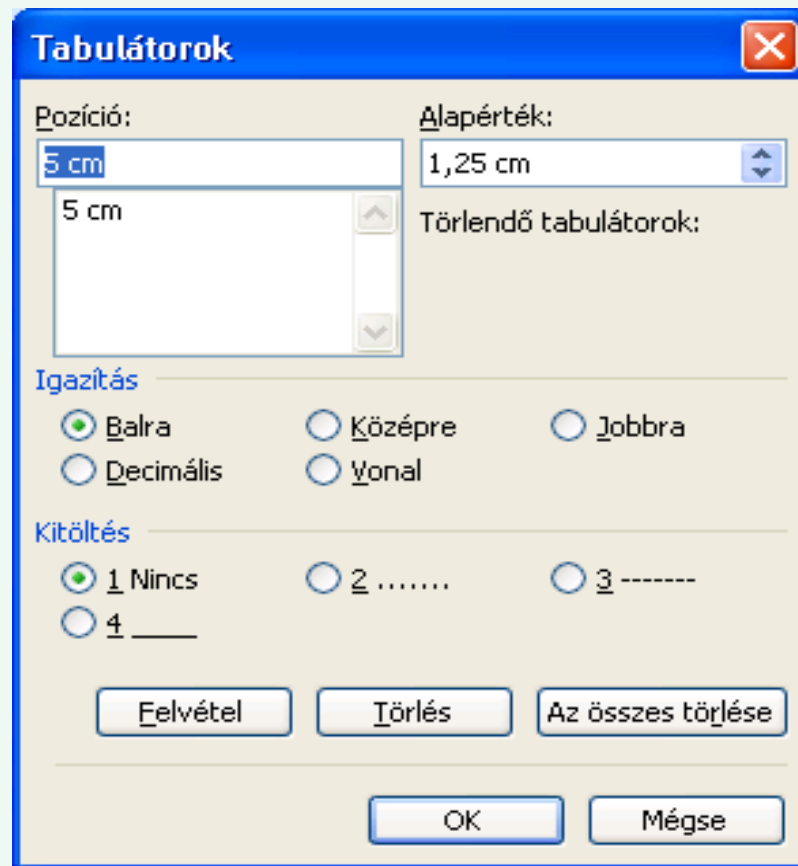 Tabulátorok
Pozíció: Alapérték:
5 cm 1,25 cm
5 cm
Törlendő tabulátorok:
Igazítás
Balra Középre Jobbra
Decimális Vonal
Kitöltés
1 Nincs 2 ....... 3 -------
4 ____
Felvétel Törlés Az összes törlése
OK Mégse